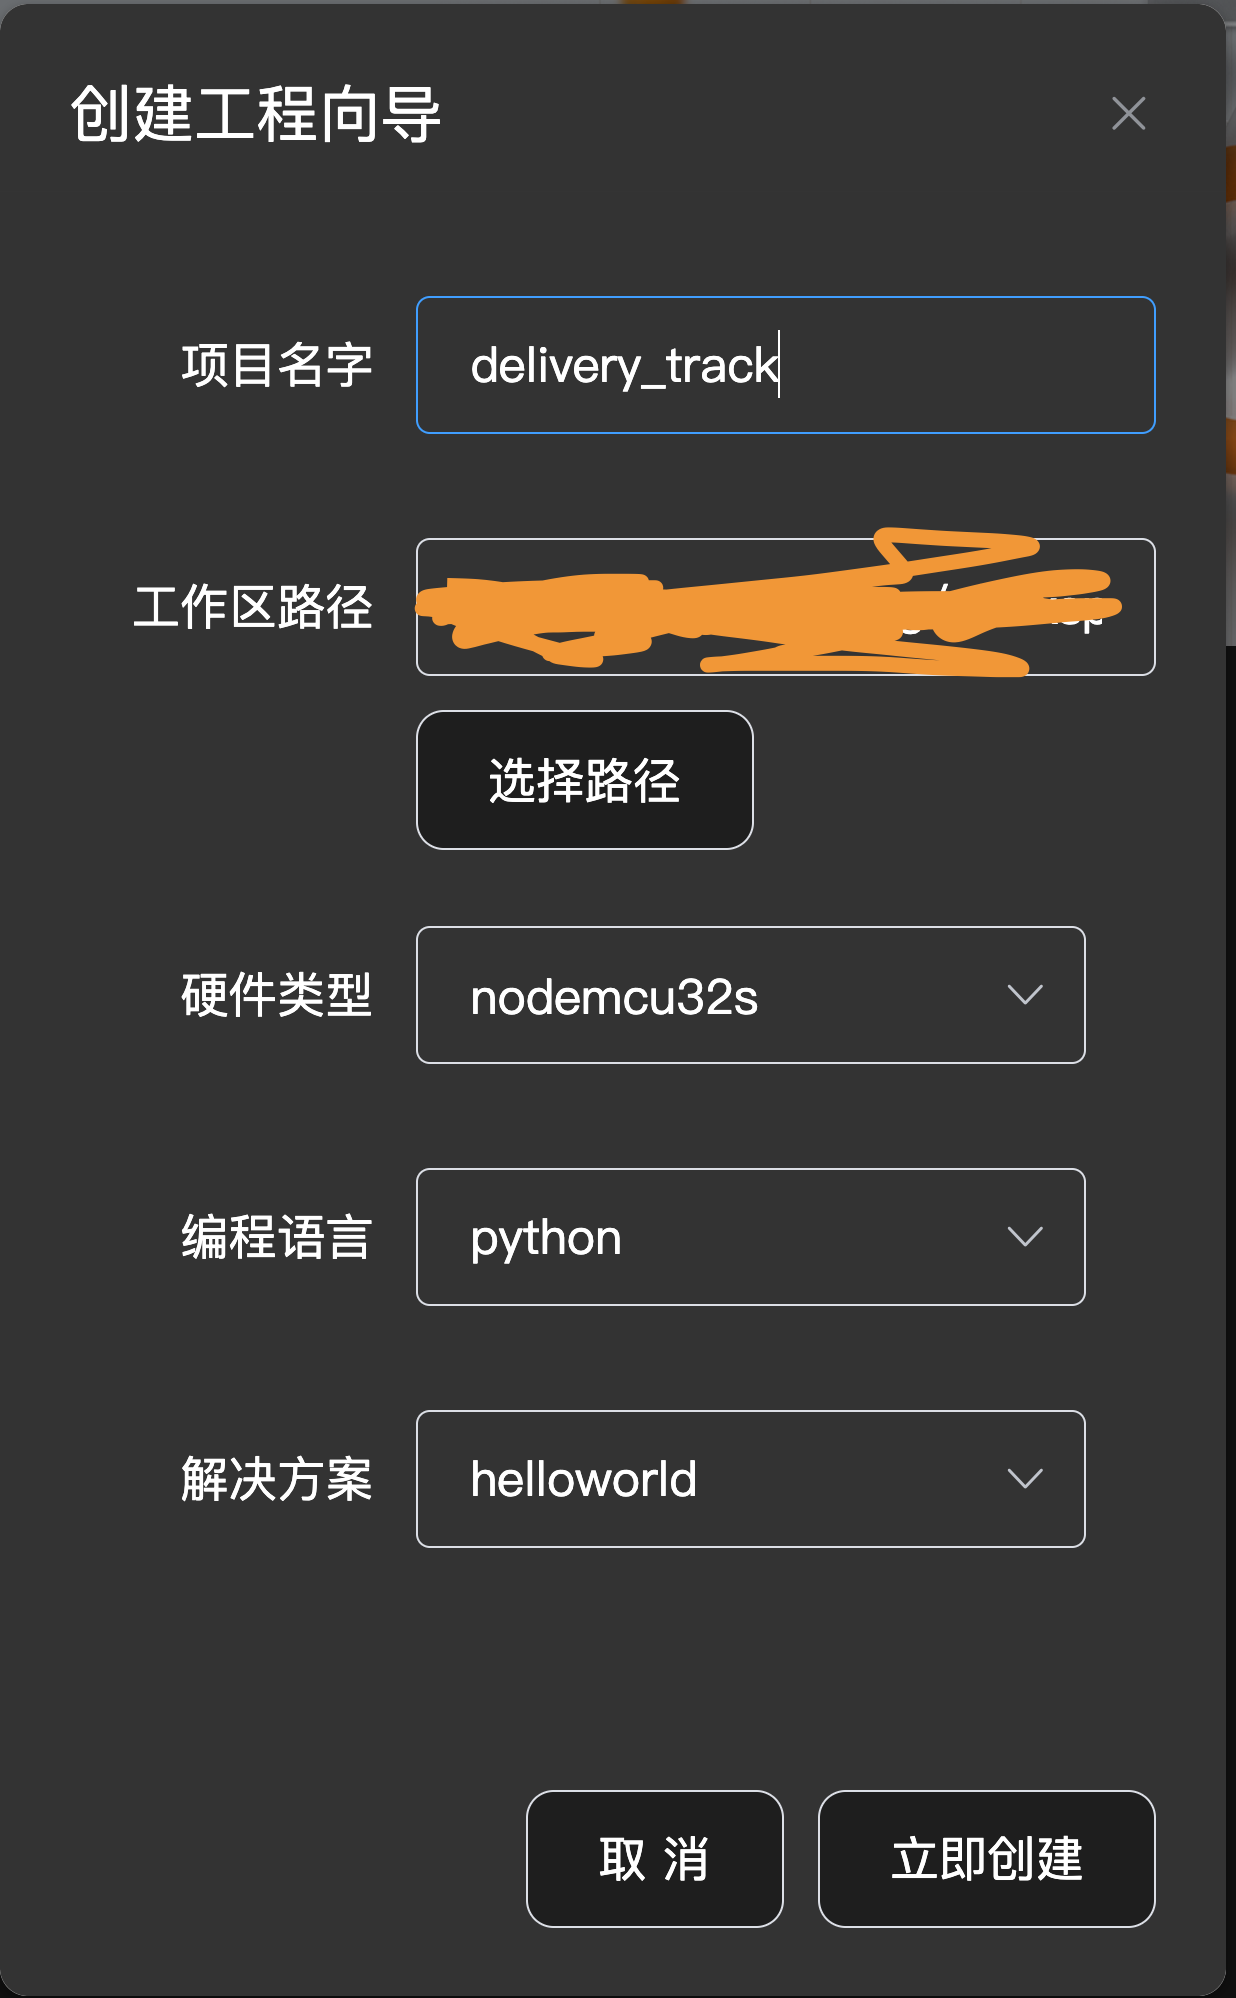 创建工程向导
项目名字
delivery_track
工作区路径
选择路径
硬件类型
nodemcu32s
编程语言
python
解决方案
helloworld
取 消
立即创建